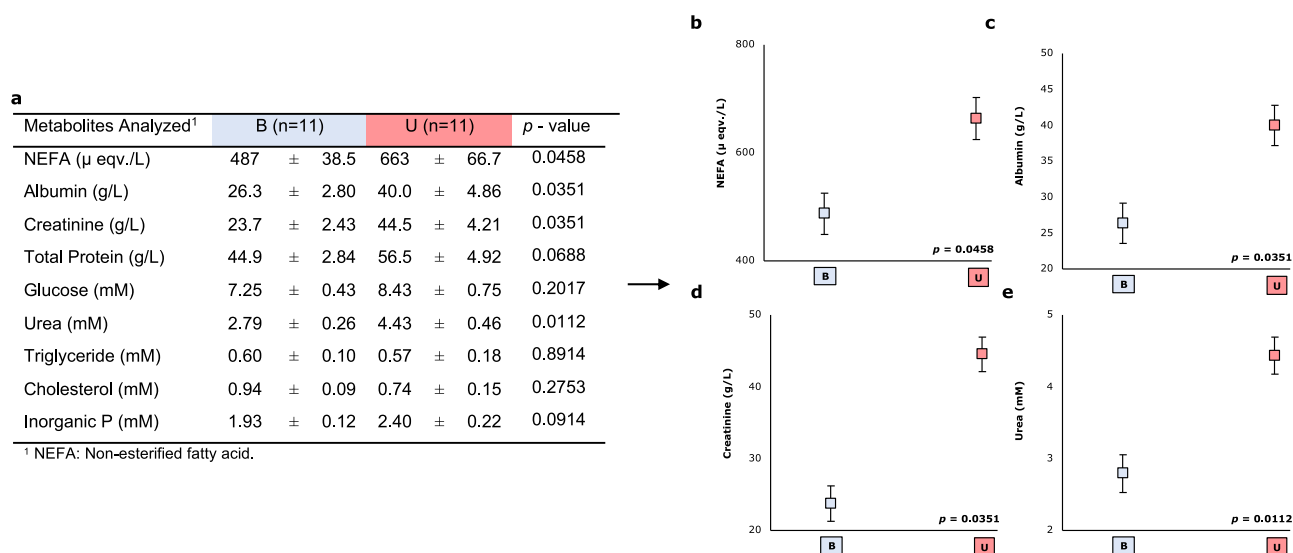 a
Metabolites Analyzed¹ B (n=11) U (n=11) p - value
NEFA (µ eqv./L) 487 ± 38.5 663 ± 66.7 0.0458
Albumin (g/L) 26.3 ± 2.80 40.0 ± 4.86 0.0351
Creatinine (g/L) 23.7 ± 2.43 44.5 ± 4.21 0.0351
Total Protein (g/L) 44.9 ± 2.84 56.5 ± 4.92 0.0688
Glucose (mM) 7.25 ± 0.43 8.43 ± 0.75 0.2017
Urea (mM) 2.79 ± 0.26 4.43 ± 0.46 0.0112
Triglyceride (mM) 0.60 ± 0.10 0.57 ± 0.18 0.8914
Cholesterol (mM) 0.94 ± 0.09 0.74 ± 0.15 0.2753
Inorganic P (mM) 1.93 ± 0.12 2.40 ± 0.22 0.0914
¹ NEFA: Non-esterified fatty acid.
b
NEFA (µ eqv./L)
800
600
400
p = 0.0458
B U
c
Albumin (g/L)
50
45
40
35
30
25
20
p = 0.0351
B U
d
Creatinine (g/L)
50
40
30
20
p = 0.0351
B U
e
Urea (mM)
5
4
3
2
p = 0.0112
B U